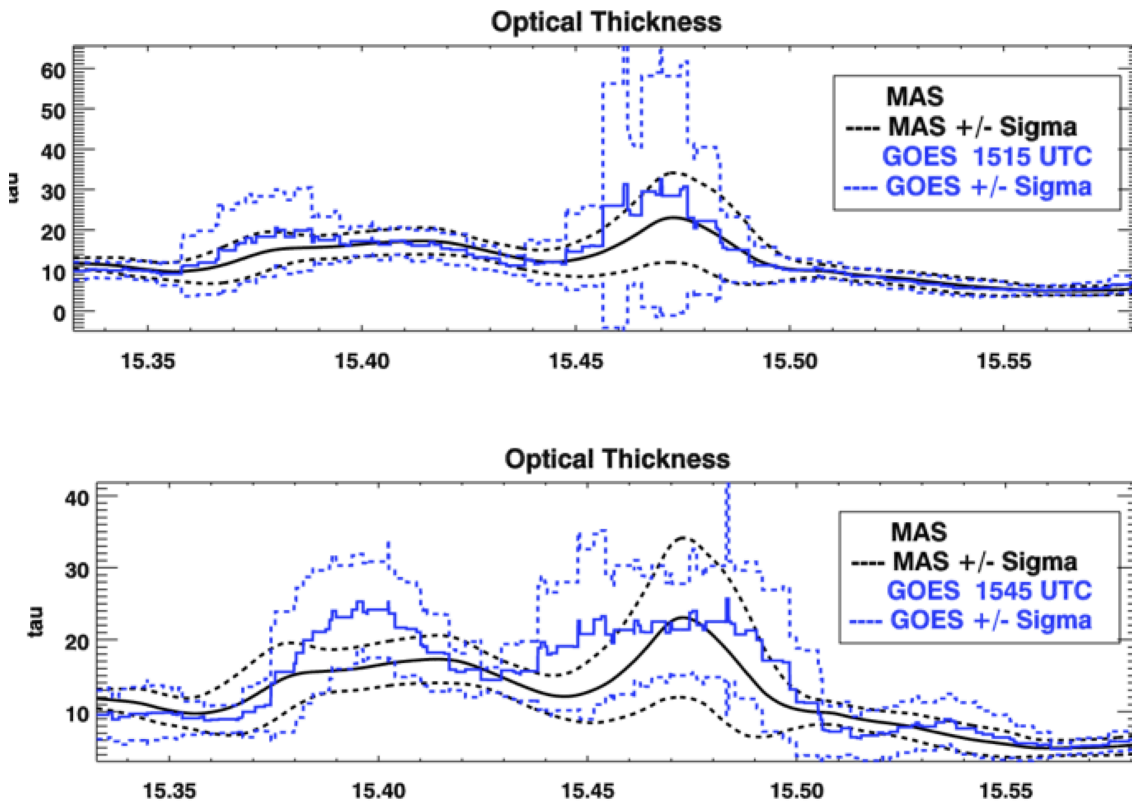 Optical Thickness
60
50
40
30
20
10
0
tau
MAS
MAS +/- Sigma
GOES 1515 UTC
GOES +/- Sigma
15.35 15.40 15.45 15.50 15.55
Optical Thickness
40
30
20
10
tau
MAS
MAS +/- Sigma
GOES 1545 UTC
GOES +/- Sigma
15.35 15.40 15.45 15.50 15.55